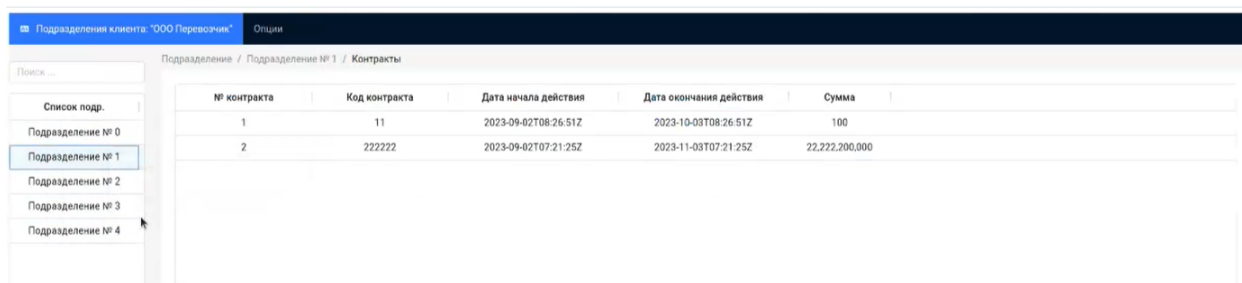 Подразделения клиента: "ООО Перевозчик" Опции
Подразделение / Подразделение № 1 / Контракты
Поиск ...
Список подр.
Подразделение № 0
Подразделение № 1
Подразделение № 2
Подразделение № 3
Подразделение № 4
№ контракта Код контракта Дата начала действия Дата окончания действия Сумма
1 11 2023-09-02T08:26:51Z 2023-10-03T08:26:51Z 100
2 222222 2023-09-02T07:21:25Z 2023-11-03T07:21:25Z 22,222,200,000